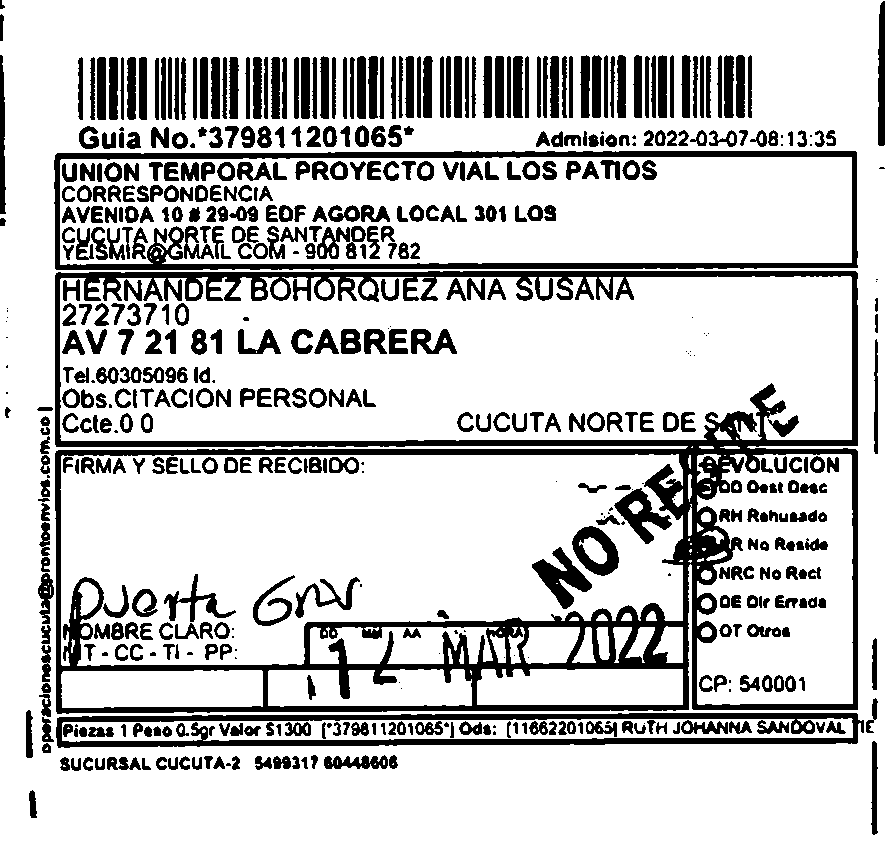 Guia No.*379811201065*
Admision: 2022-03-07-08:13:35
UNION TEMPORAL PROYECTO VIAL LOS PATIOS
CORRESPONDENCIA
AVENIDA 10 # 29-09 EDF AGORA LOCAL 301 LOS
CUCUTA NORTE DE SANTANDER
YEISMIR@GMAIL COM - 900 812 782
HERNANDEZ BOHORQUEZ ANA SUSANA
27273710 -
AV 7 21 81 LA CABRERA
Tel.60305096 Id.
Obs.CITACION PERSONAL
Ccte.0 0
CUCUTA NORTE DE SANT
NO RECIDE
FIRMA Y SELLO DE RECIBIDO:
Puerta Gris
NOMBRE CLARO:
NIT - CC - TI - PP:
DD MM AA HORA
12 MAR 2022
DEVOLUCION
DD Dest Desc
RH Rehusado
NR No Reside
NRC No Recl
DE Dir Errada
OT Otros
CP: 540001
Piezas 1 Peso 0.5gr Valor $1300 [*379811201065*] Ods: [11662201065] RUTH JOHANNA SANDOVAL TIE
SUCURSAL CUCUTA-2 5499317 60448606
operacionescucuta@prontoenvios.com.co